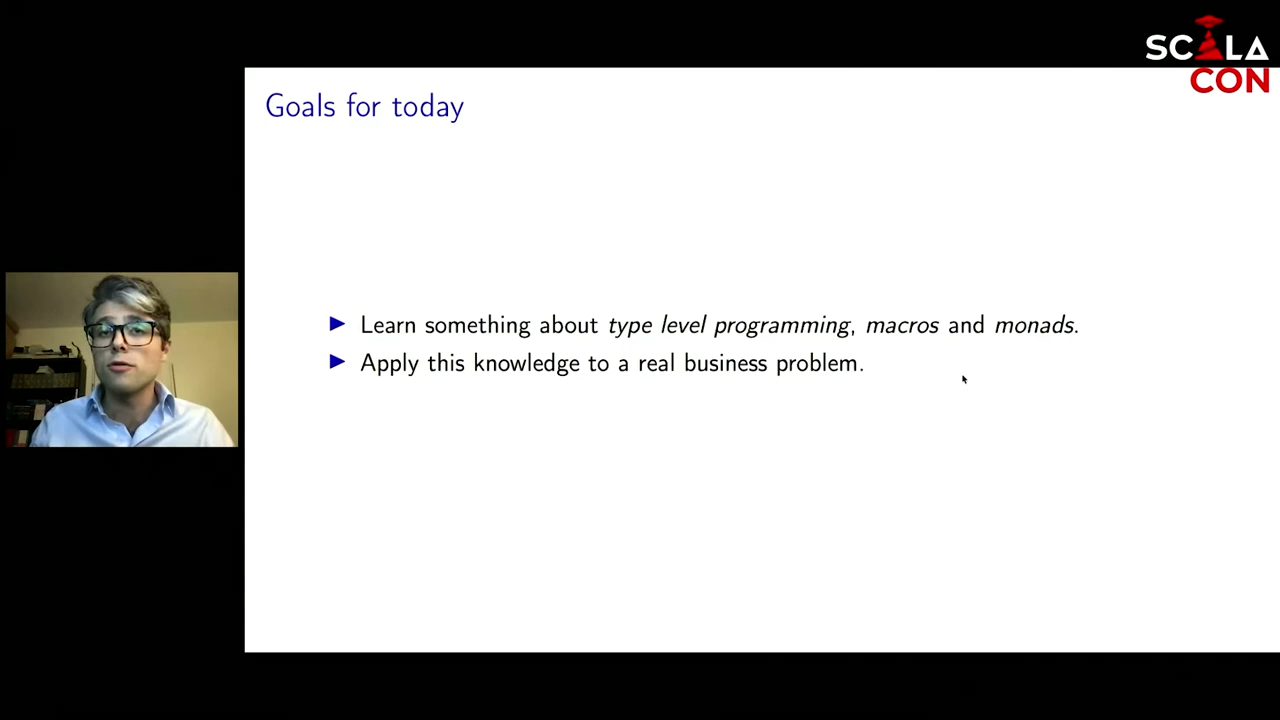 SCALA
CON
Goals for today
Learn something about type level programming, macros and monads.
Apply this knowledge to a real business problem.